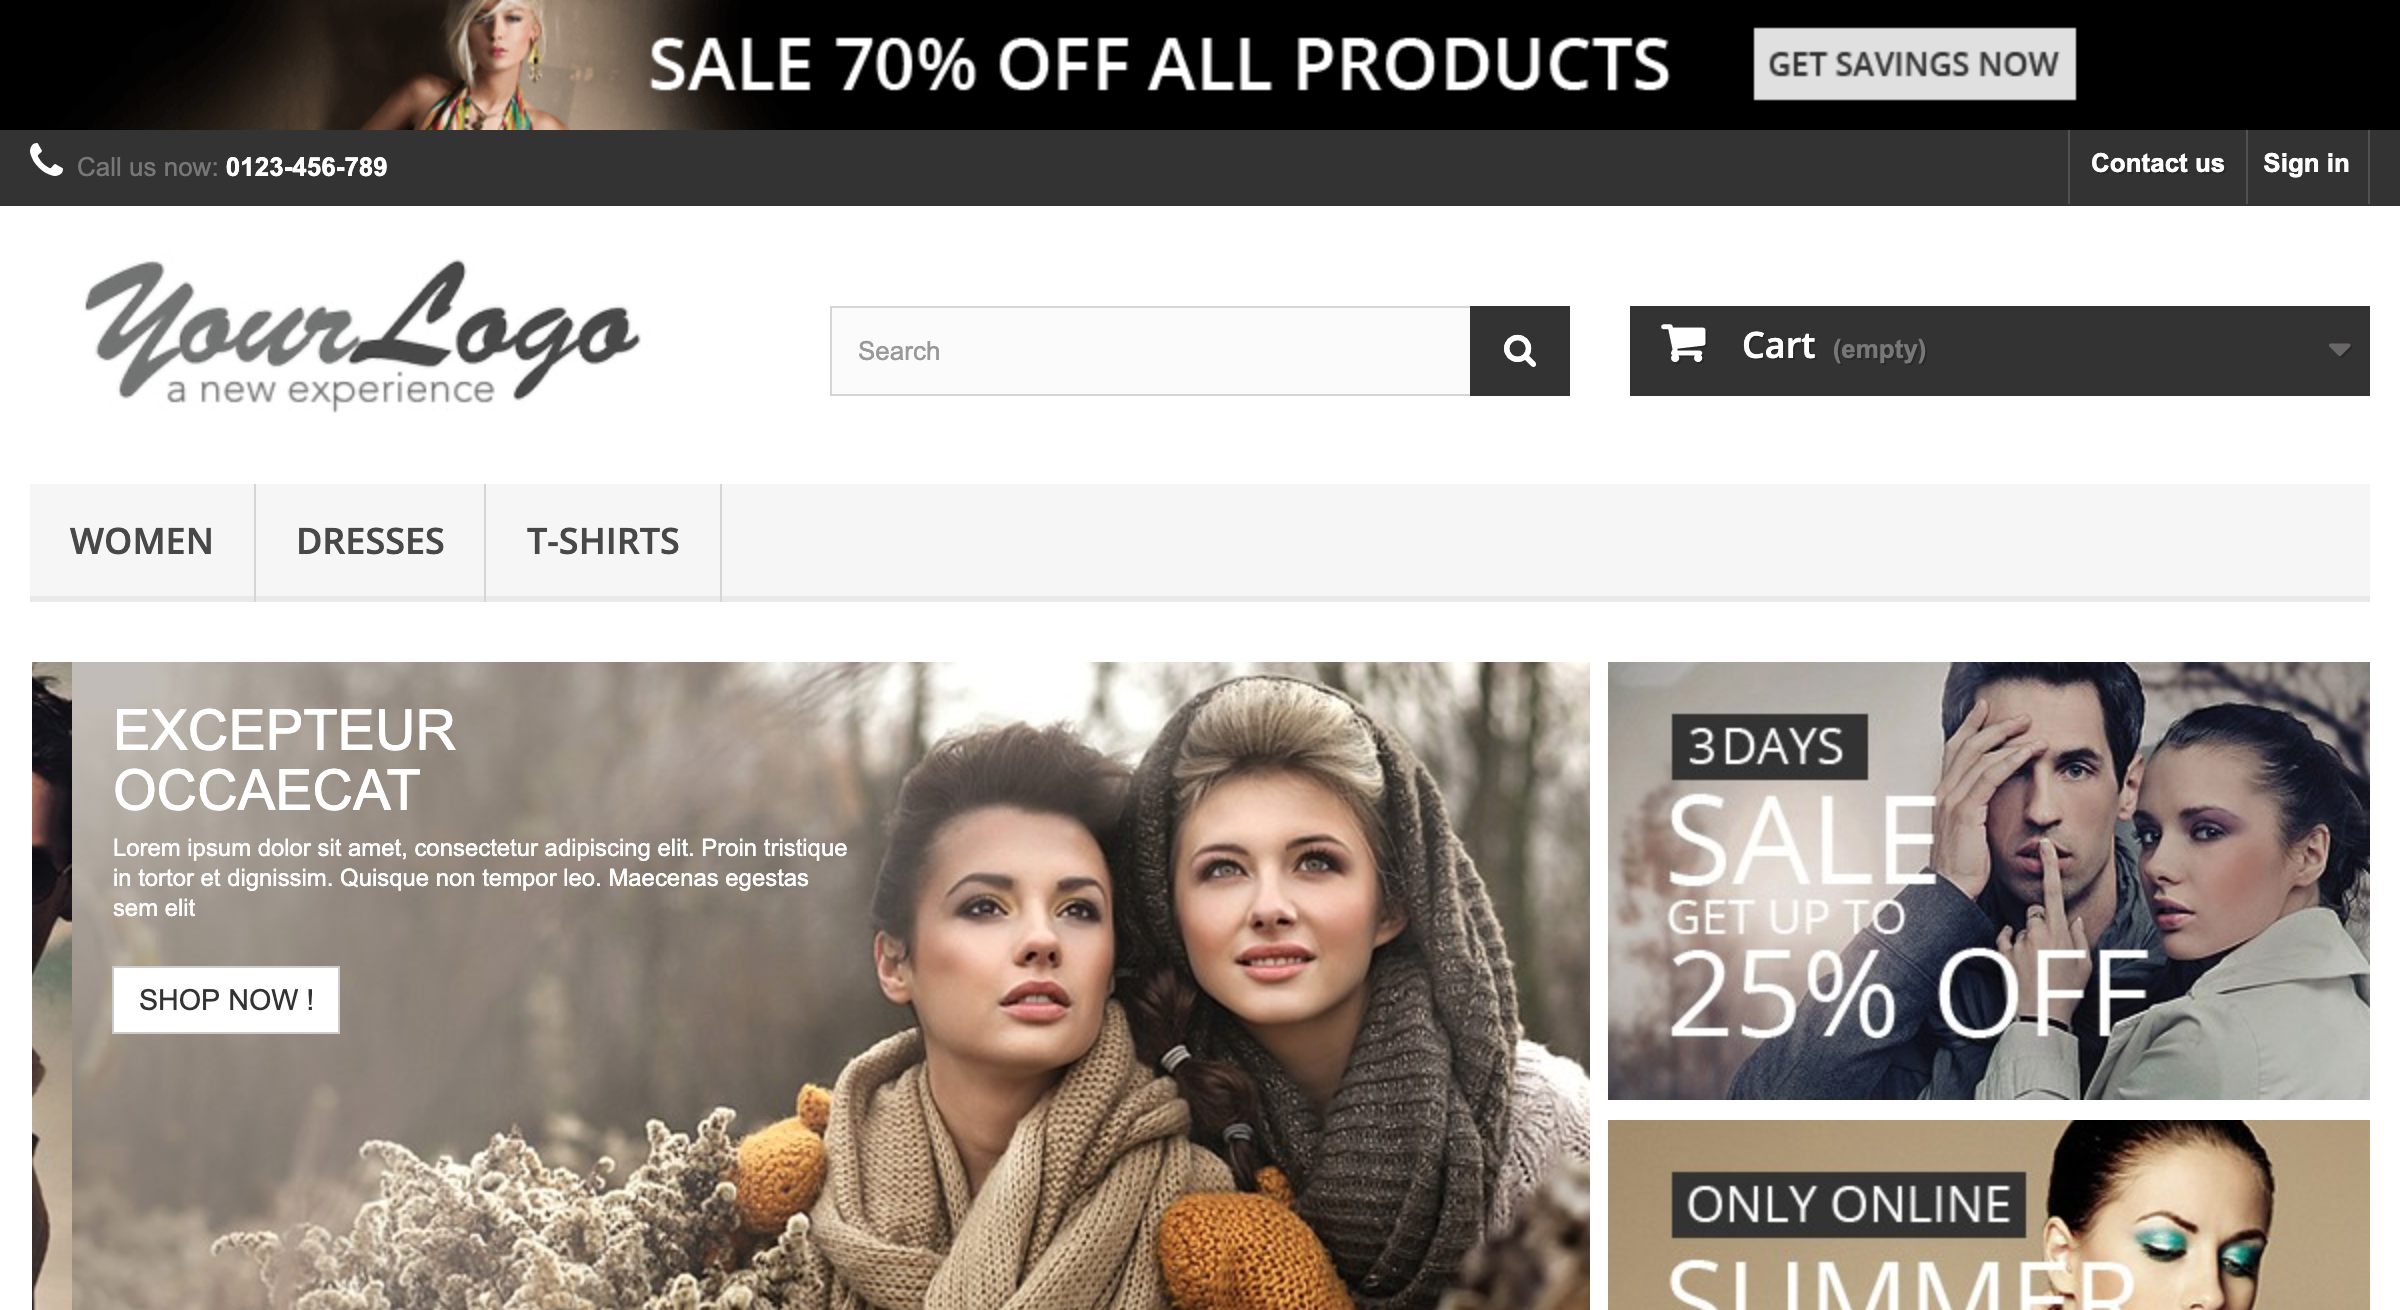 SALE 70% OFF ALL PRODUCTS
GET SAVINGS NOW
Call us now: 0123-456-789
Contact us
Sign in
YourLogo
a new experience
Search
Cart (empty)
WOMEN
DRESSES
T-SHIRTS
EXCEPTEUR
OCCAECAT
Lorem ipsum dolor sit amet, consectetur adipiscing elit. Proin tristique
in tortor et dignissim. Quisque non tempor leo. Maecenas egestas
sem elit
SHOP NOW !
3 DAYS
SALE
GET UP TO
25% OFF
ONLY ONLINE
SUMMER